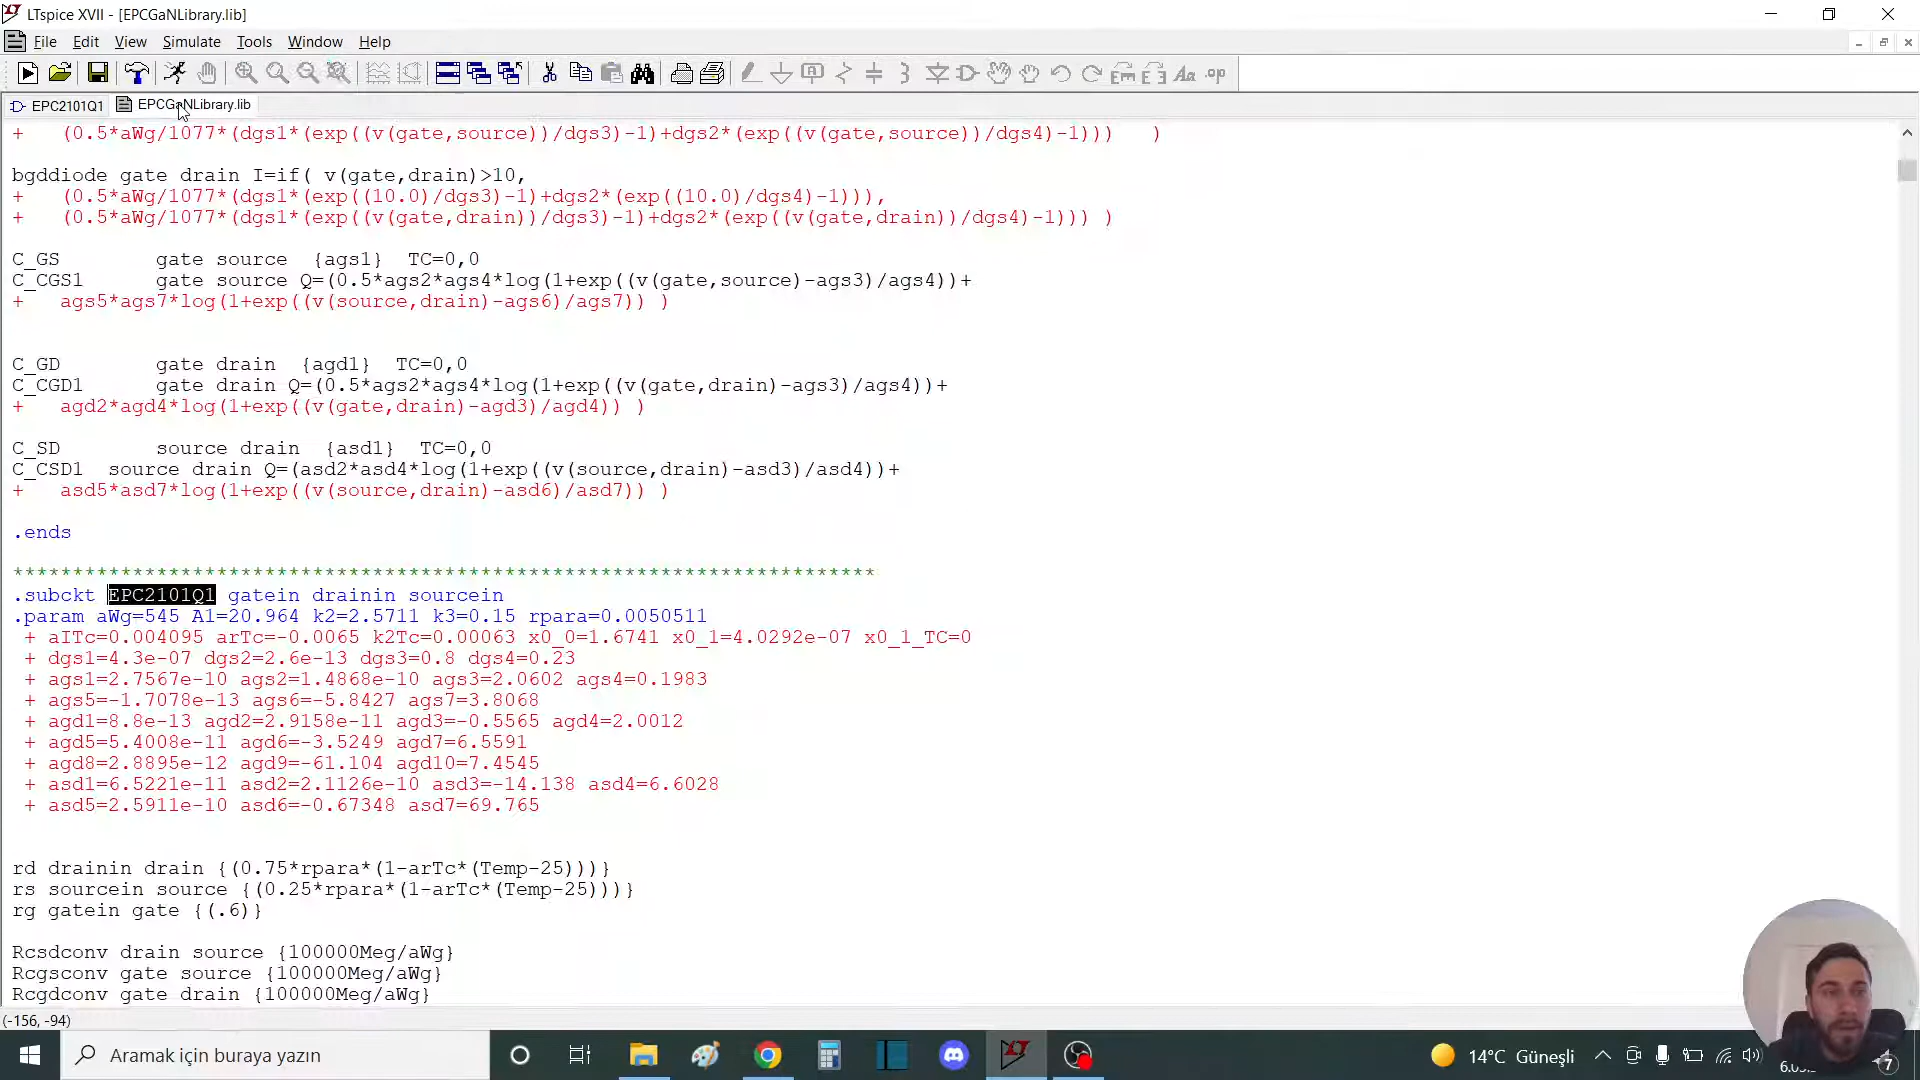 LTspice XVII - [EPCGaNLibrary.lib]
File Edit View Simulate Tools Window Help
EPC2101Q1 EPCGaNLibrary.lib
+ (0.5*aWg/1077*(dgs1*(exp((v(gate,source))/dgs3)-1)+dgs2*(exp((v(gate,source))/dgs4)-1))) )
bgddiode gate drain I=if( v(gate,drain)>10,
+ (0.5*aWg/1077*(dgs1*(exp((10.0)/dgs3)-1)+dgs2*(exp((10.0)/dgs4)-1))),
+ (0.5*aWg/1077*(dgs1*(exp((v(gate,drain))/dgs3)-1)+dgs2*(exp((v(gate,drain))/dgs4)-1))) )
C_GS gate source {ags1} TC=0,0
C_CGS1 gate source Q=(0.5*ags2*ags4*log(1+exp((v(gate,source)-ags3)/ags4))+
+ ags5*ags7*log(1+exp((v(source,drain)-ags6)/ags7)) )
C_GD gate drain {agd1} TC=0,0
C_CGD1 gate drain Q=(0.5*ags2*ags4*log(1+exp((v(gate,drain)-ags3)/ags4))+
+ agd2*agd4*log(1+exp((v(gate,drain)-agd3)/agd4)) )
C_SD source drain {asd1} TC=0,0
C_CSD1 source drain Q=(asd2*asd4*log(1+exp((v(source,drain)-asd3)/asd4))+
+ asd5*asd7*log(1+exp((v(source,drain)-asd6)/asd7)) )
.ends
************************************************************************
.subckt EPC2101Q1 gatein drainin sourcein
.param aWg=545 A1=20.964 k2=2.5711 k3=0.15 rpara=0.0050511
+ aITc=0.004095 arTc=-0.0065 k2Tc=0.00063 x0_0=1.6741 x0_1=4.0292e-07 x0_1_TC=0
+ dgs1=4.3e-07 dgs2=2.6e-13 dgs3=0.8 dgs4=0.23
+ ags1=2.7567e-10 ags2=1.4868e-10 ags3=2.0602 ags4=0.1983
+ ags5=-1.7078e-13 ags6=-5.8427 ags7=3.8068
+ agd1=8.8e-13 agd2=2.9158e-11 agd3=-0.5565 agd4=2.0012
+ agd5=5.4008e-11 agd6=-3.5249 agd7=6.5591
+ agd8=2.8895e-12 agd9=-61.104 agd10=7.4545
+ asd1=6.5221e-11 asd2=2.1126e-10 asd3=-14.138 asd4=6.6028
+ asd5=2.5911e-10 asd6=-0.67348 asd7=69.765
rd drainin drain {(0.75*rpara*(1-arTc*(Temp-25)))}
rs sourcein source {(0.25*rpara*(1-arTc*(Temp-25)))}
rg gatein gate {(.6)}
Rcsdconv drain source {100000Meg/aWg}
Rcgsconv gate source {100000Meg/aWg}
Rcgdconv gate drain {100000Meg/aWg}
(-156, -94)
Aramak için buraya yazın
14°C Güneşli
7